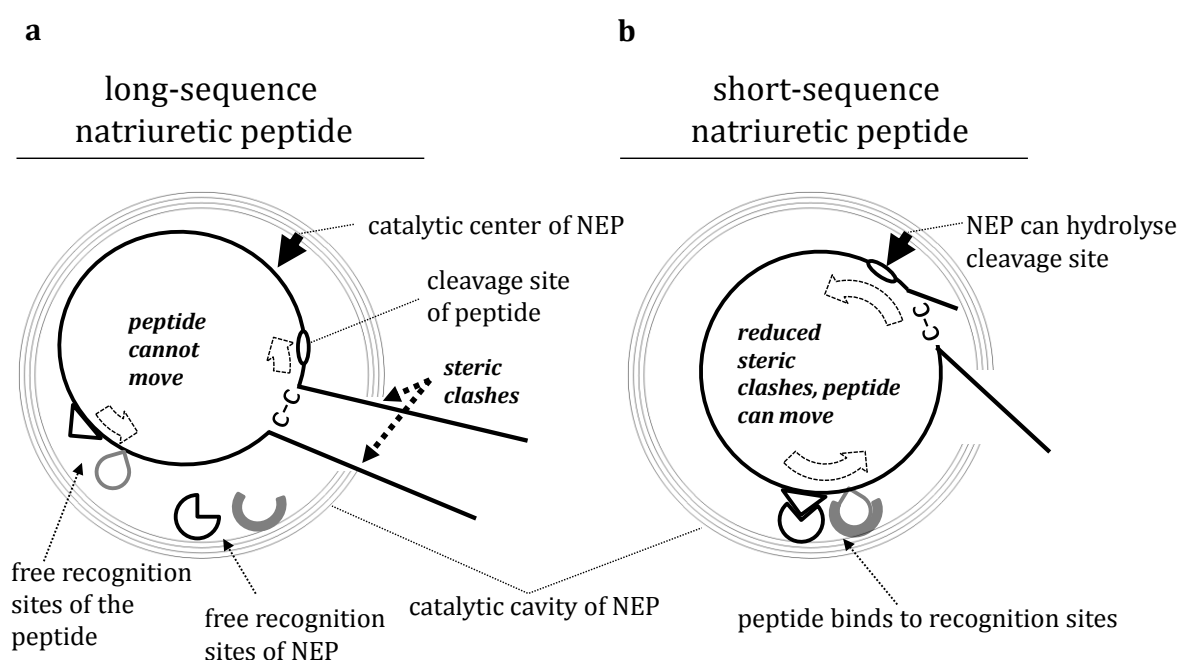 a
long-sequence
natriuretic peptide
catalytic center of NEP
cleavage site
of peptide
peptide
cannot
move
steric
clashes
C-C
free recognition
sites of the
peptide
free recognition
sites of NEP
catalytic cavity of NEP
b
short-sequence
natriuretic peptide
NEP can hydrolyse
cleavage site
C-C
reduced
steric
clashes, peptide
can move
peptide binds to recognition sites